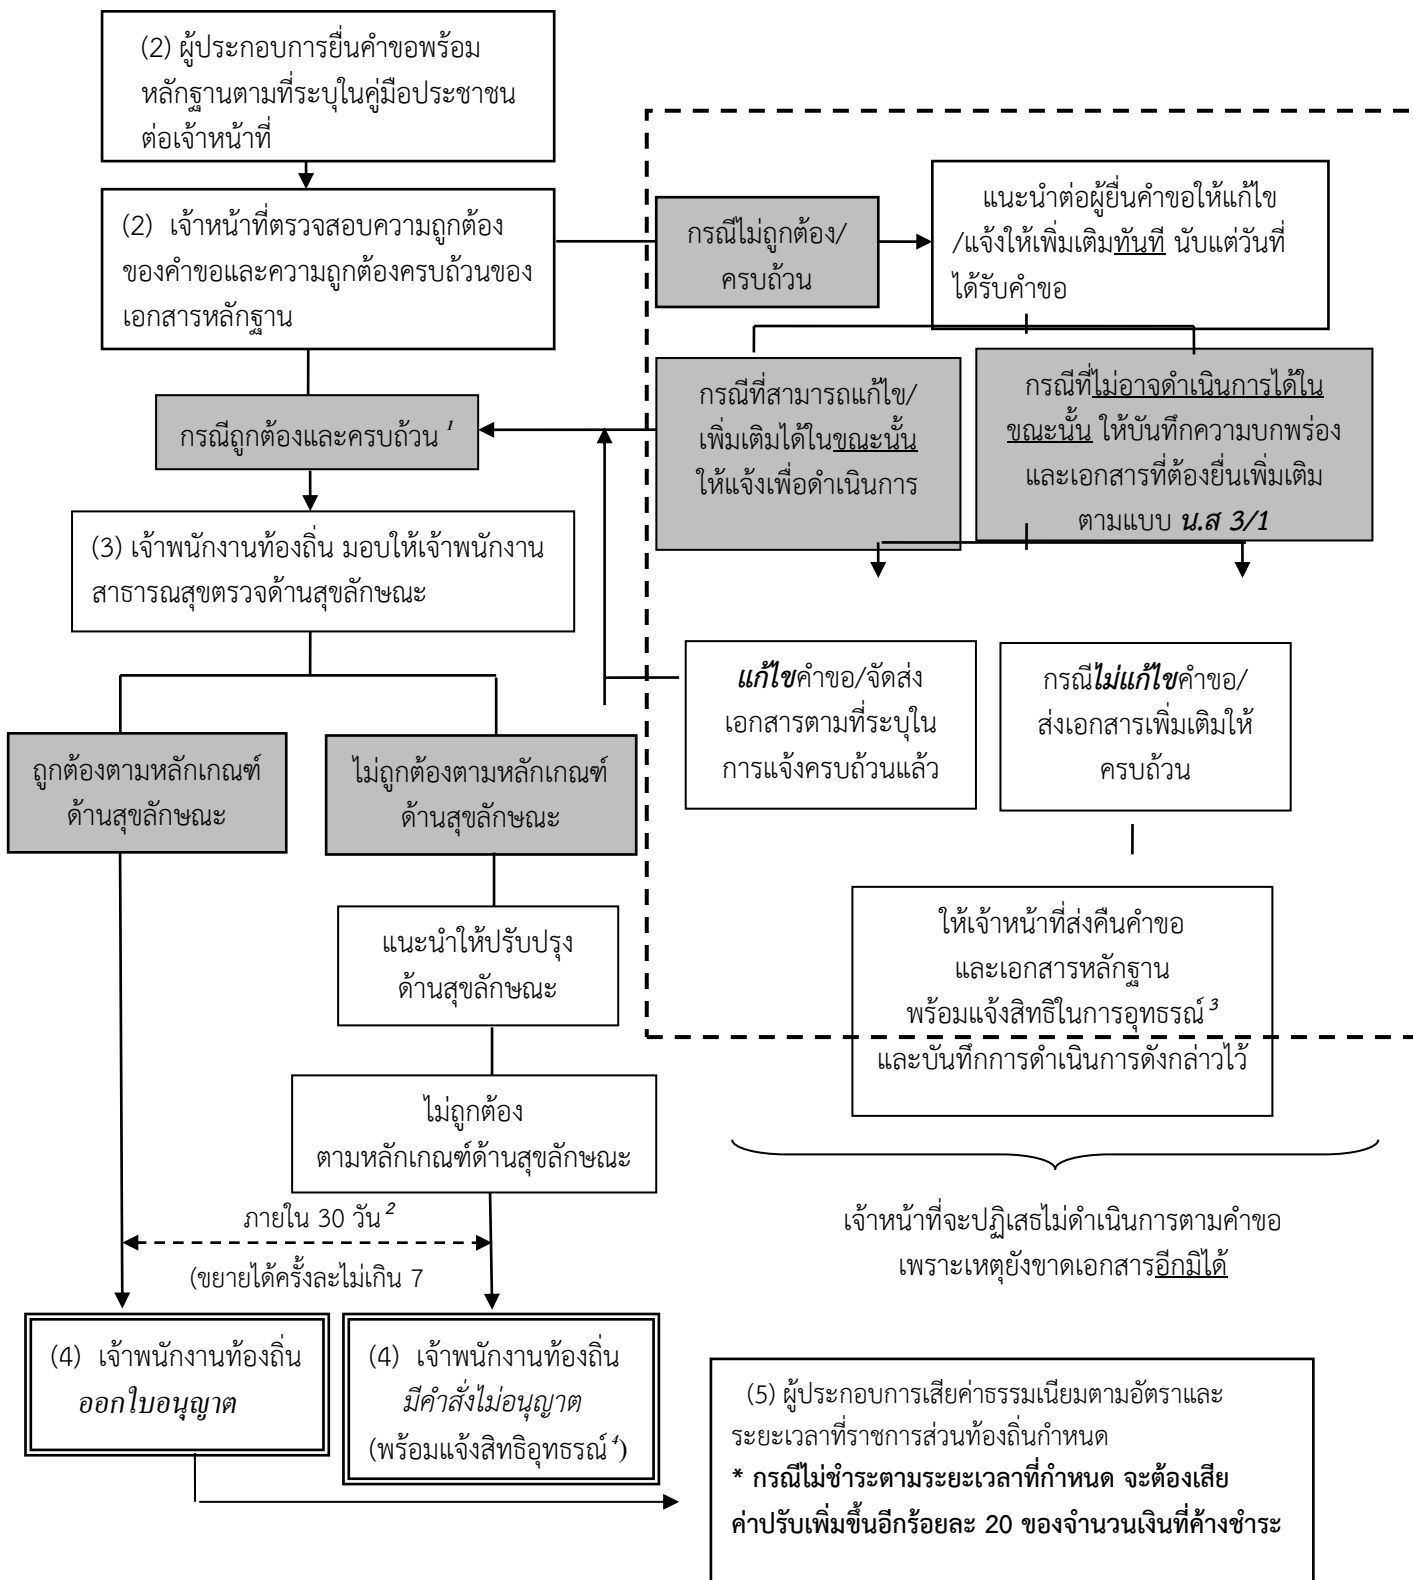 (2) ผู้ประกอบการยื่นคำขอพร้อม
หลักฐานตามที่ระบุในคู่มือประชาชน
ต่อเจ้าหน้าที่
(2) เจ้าหน้าที่ตรวจสอบความถูกต้อง
ของคำขอและความถูกต้องครบถ้วนของ
เอกสารหลักฐาน
กรณีไม่ถูกต้อง/
ครบถ้วน
แนะนำต่อผู้ยื่นคำขอให้แก้ไข
/แจ้งให้เพิ่มเติมทันที นับแต่วันที่
ได้รับคำขอ
กรณีถูกต้องและครบถ้วน 1
กรณีที่สามารถแก้ไข/
เพิ่มเติมได้ในขณะนั้น
ให้แจ้งเพื่อดำเนินการ
กรณีที่ไม่อาจดำเนินการได้ใน
ขณะนั้น ให้บันทึกความบกพร่อง
และเอกสารที่ต้องยื่นเพิ่มเติม
ตามแบบ น.ส 3/1
(3) เจ้าพนักงานท้องถิ่น มอบให้เจ้าพนักงาน
สาธารณสุขตรวจด้านสุขลักษณะ
แก้ไขคำขอ/จัดส่ง
เอกสารตามที่ระบุใน
การแจ้งครบถ้วนแล้ว
กรณีไม่แก้ไขคำขอ/
ส่งเอกสารเพิ่มเติมให้
ครบถ้วน
ถูกต้องตามหลักเกณฑ์
ด้านสุขลักษณะ
ไม่ถูกต้องตามหลักเกณฑ์
ด้านสุขลักษณะ
แนะนำให้ปรับปรุง
ด้านสุขลักษณะ
ให้เจ้าหน้าที่ส่งคืนคำขอ
และเอกสารหลักฐาน
พร้อมแจ้งสิทธิในการอุทธรณ์ 3
และบันทึกการดำเนินการดังกล่าวไว้
ไม่ถูกต้อง
ตามหลักเกณฑ์ด้านสุขลักษณะ
ภายใน 30 วัน 2
(ขยายได้ครั้งละไม่เกิน 7
เจ้าหน้าที่จะปฏิเสธไม่ดำเนินการตามคำขอ
เพราะเหตุยังขาดเอกสารอีกมิได้
(4) เจ้าพนักงานท้องถิ่น
ออกใบอนุญาต
(4) เจ้าพนักงานท้องถิ่น
มีคำสั่งไม่อนุญาต
(พร้อมแจ้งสิทธิอุทธรณ์ 4)
(5) ผู้ประกอบการเสียค่าธรรมเนียมตามอัตราและ
ระยะเวลาที่ราชการส่วนท้องถิ่นกำหนด
* กรณีไม่ชำระตามระยะเวลาที่กำหนด จะต้องเสีย
ค่าปรับเพิ่มขึ้นอีกร้อยละ 20 ของจำนวนเงินที่ค้างชำระ